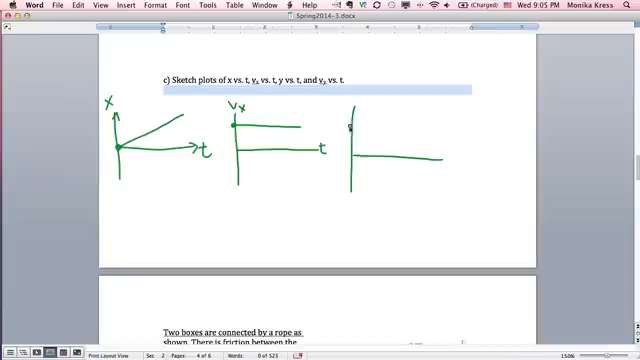 Word File Edit View Insert Format Font Tools Table Window Help
(Charged) Wed 9:05 PM Monika Kress
Spring2014-3.docx
c) Sketch plots of x vs. t, vx vs. t, y vs. t, and vx vs. t.
x
t
Vx
t
Two boxes are connected by a rope as
shown. There is friction between the
Print Layout View Sec 2 Pages: 4 of 6 Words: 0 of 523 150%